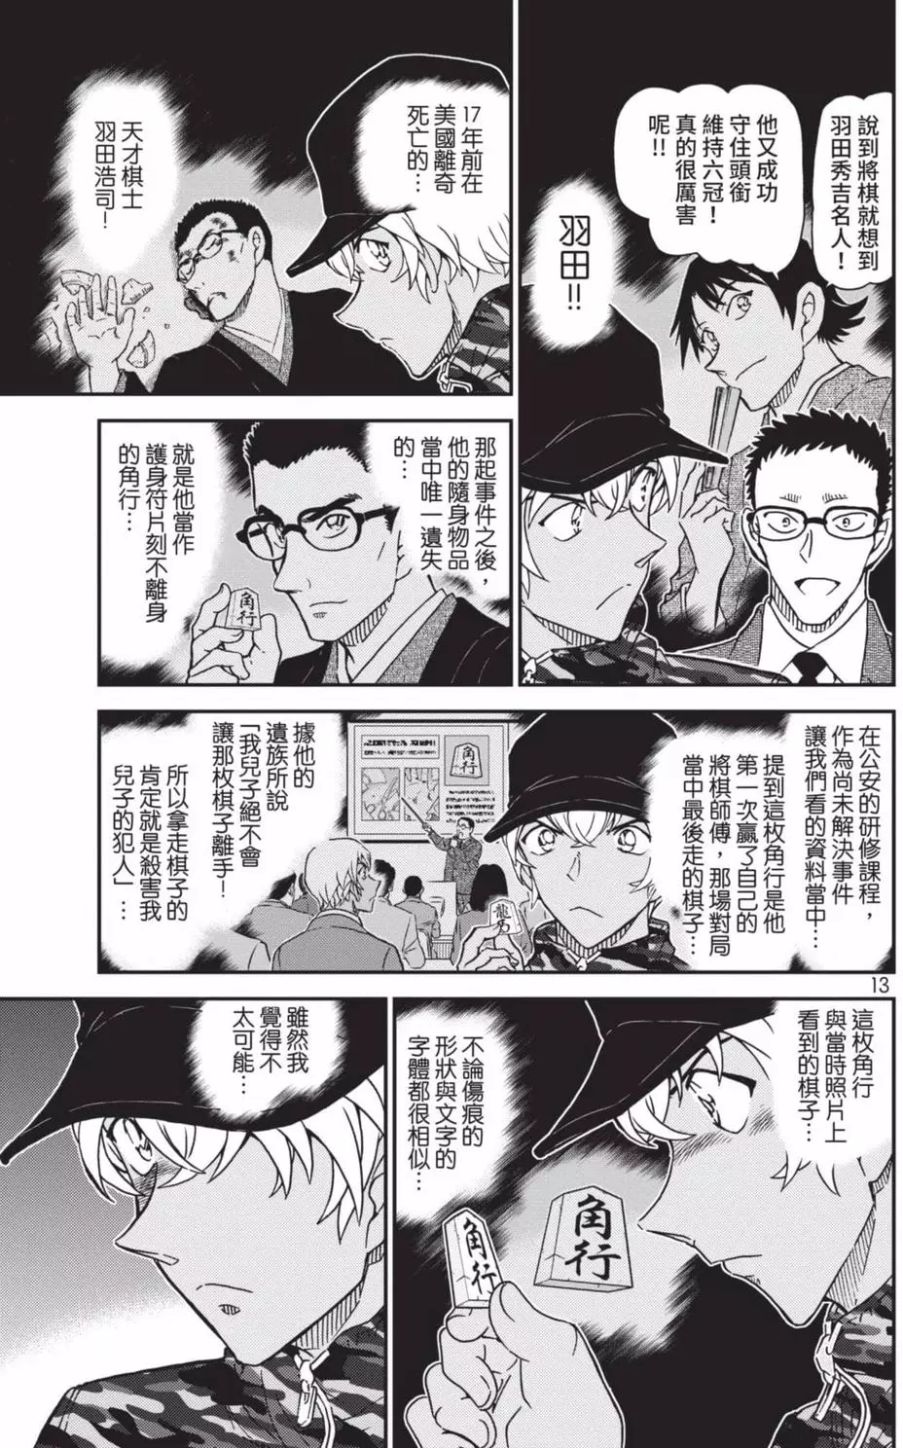 說到將棋就想到
羽田秀吉名人!
他又成功
守住頭銜
維持六冠!
真的很厲害
呢!!
羽田!!
17年前在
美國離奇
死亡的…
天才棋士
羽田浩司!
那起事件之後,
他的隨身物品
當中唯一遺失
的…
就是他當作
護身符片刻不離身
的角行…
角行
在公安的研修課程,
作為尚未解決事件
讓我們看的資料當中…
提到這枚角行是他
第一次贏了自己的
將棋師傅,那場對局
當中最後走的棋子…
角行
龍馬
據他的
遺族所說
「我兒子絕不會
讓那枚棋子離手!
所以拿走棋子的
肯定就是殺害我
兒子的犯人」…
13
這枚角行
與當時照片上
看到的棋子…
不論傷痕的
形狀與文字的
字體都很相似…
角行
角行
雖然我
覺得不
太可能…